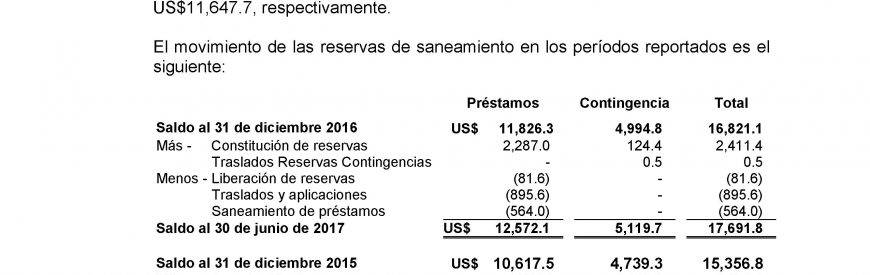 US$11,647.7, respectivamente.
El movimiento de las reservas de saneamiento en los períodos reportados es el
siguiente:
Préstamos Contingencia Total
Saldo al 31 de diciembre 2016 US$ 11,826.3 4,994.8 16,821.1
Más - Constitución de reservas 2,287.0 124.4 2,411.4
Traslados Reservas Contingencias - 0.5 0.5
Menos - Liberación de reservas (81.6) - (81.6)
Traslados y aplicaciones (895.6) - (895.6)
Saneamiento de préstamos (564.0) - (564.0)
Saldo al 30 de junio de 2017 US$ 12,572.1 5,119.7 17,691.8
Saldo al 31 de diciembre 2015 US$ 10,617.5 4,739.3 15,356.8